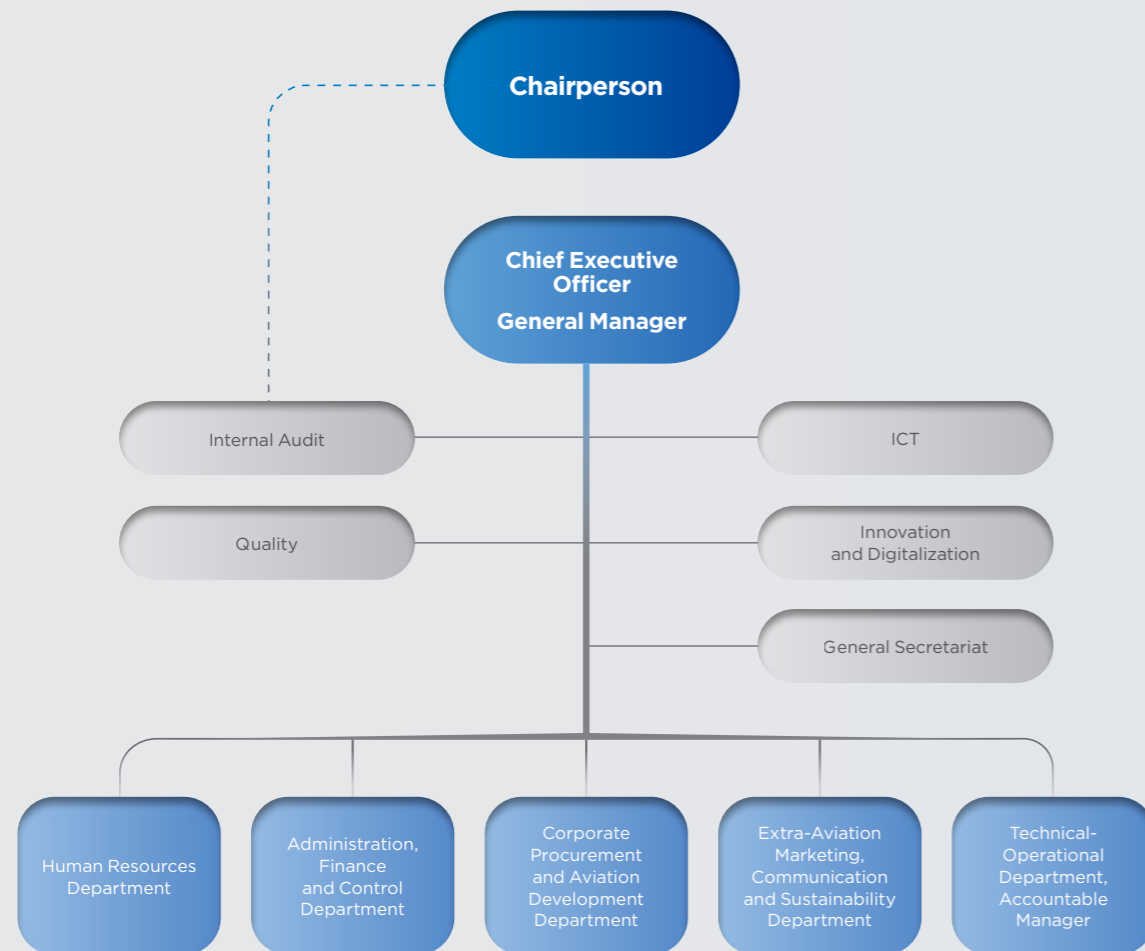 Chairperson
Chief Executive
Officer
General Manager
Internal Audit
ICT
Quality
Innovation
and Digitalization
General Secretariat
Human Resources
Department
Administration,
Finance
and Control
Department
Corporate
Procurement
and Aviation
Development
Department
Extra-Aviation
Marketing,
Communication
and Sustainability
Department
Technical-
Operational
Department,
Accountable
Manager